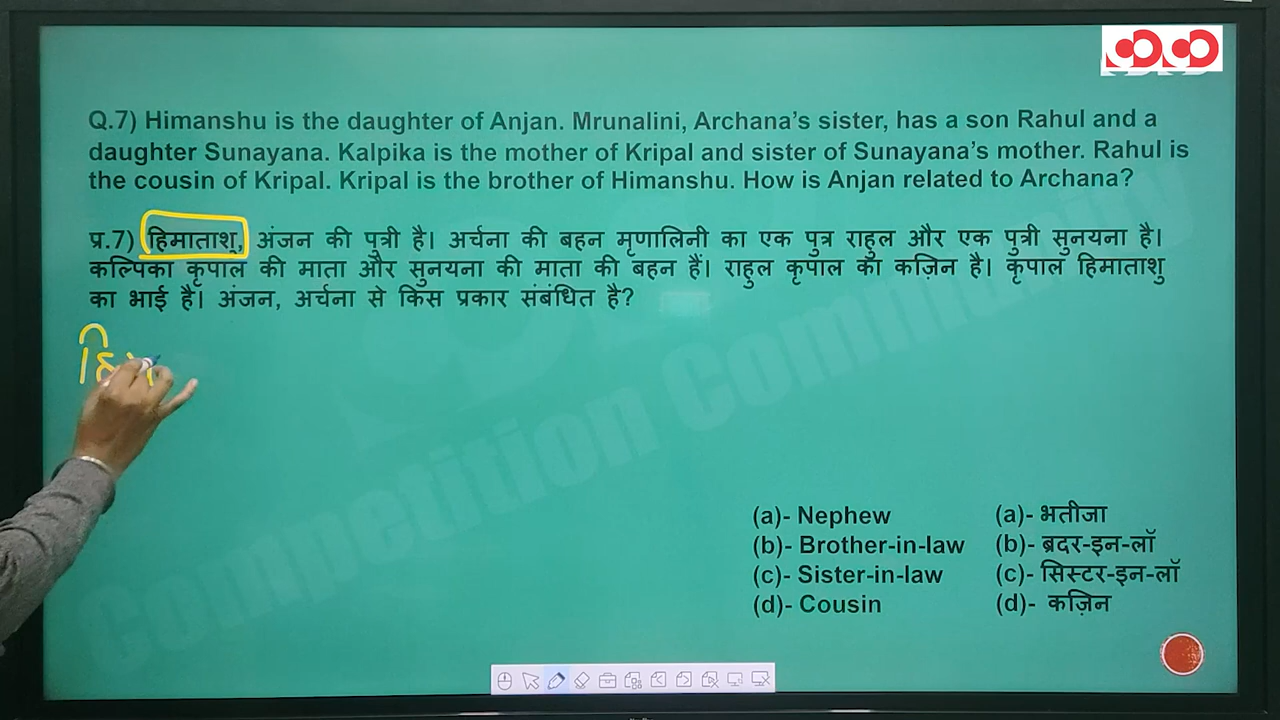 Q.7) Himanshu is the daughter of Anjan. Mrunalini, Archana’s sister, has a son Rahul and a
daughter Sunayana. Kalpika is the mother of Kripal and sister of Sunayana’s mother. Rahul is
the cousin of Kripal. Kripal is the brother of Himanshu. How is Anjan related to Archana?
प्र.7) हिमाताशु, अंजन की पुत्री है। अर्चना की बहन मृणालिनी का एक पुत्र राहुल और एक पुत्री सुनयना है।
कल्पिका कृपाल की माता और सुनयना की माता की बहन हैं। राहुल कृपाल का कज़िन है। कृपाल हिमाताशु
का भाई है। अंजन, अर्चना से किस प्रकार संबंधित है?
(a)- Nephew (a)- भतीजा
(b)- Brother-in-law (b)- ब्रदर-इन-लॉ
(c)- Sister-in-law (c)- सिस्टर-इन-लॉ
(d)- Cousin (d)- कज़िन
Competition Community